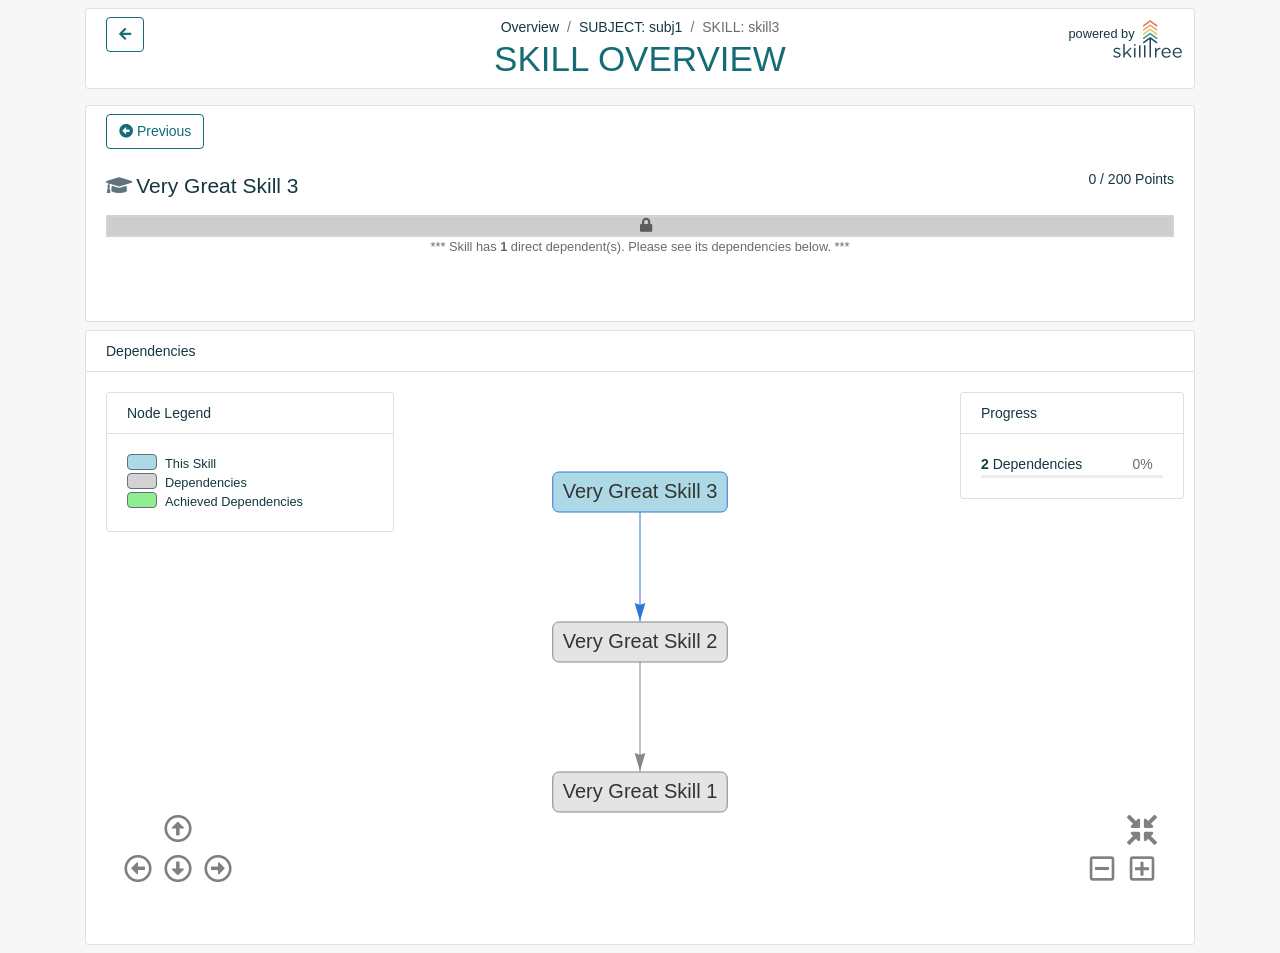 Overview / SUBJECT: subj1 / SKILL: skill3
SKILL OVERVIEW
powered by
skilltree
Previous
Very Great Skill 3
0 / 200 Points
*** Skill has 1 direct dependent(s). Please see its dependencies below. ***
Dependencies
Node Legend
This Skill
Dependencies
Achieved Dependencies
Progress
2 Dependencies 0%
Very Great Skill 3
Very Great Skill 2
Very Great Skill 1